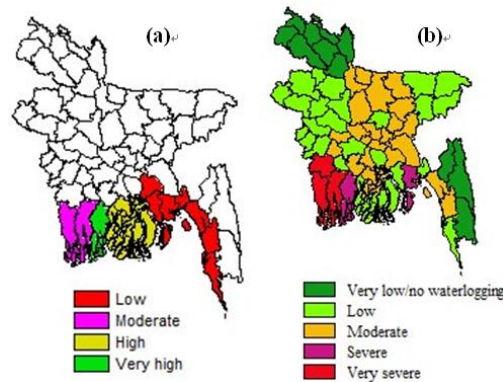 (a)
(b)
Low
Moderate
High
Very high
Very low/no waterlogging
Low
Moderate
Severe
Very severe